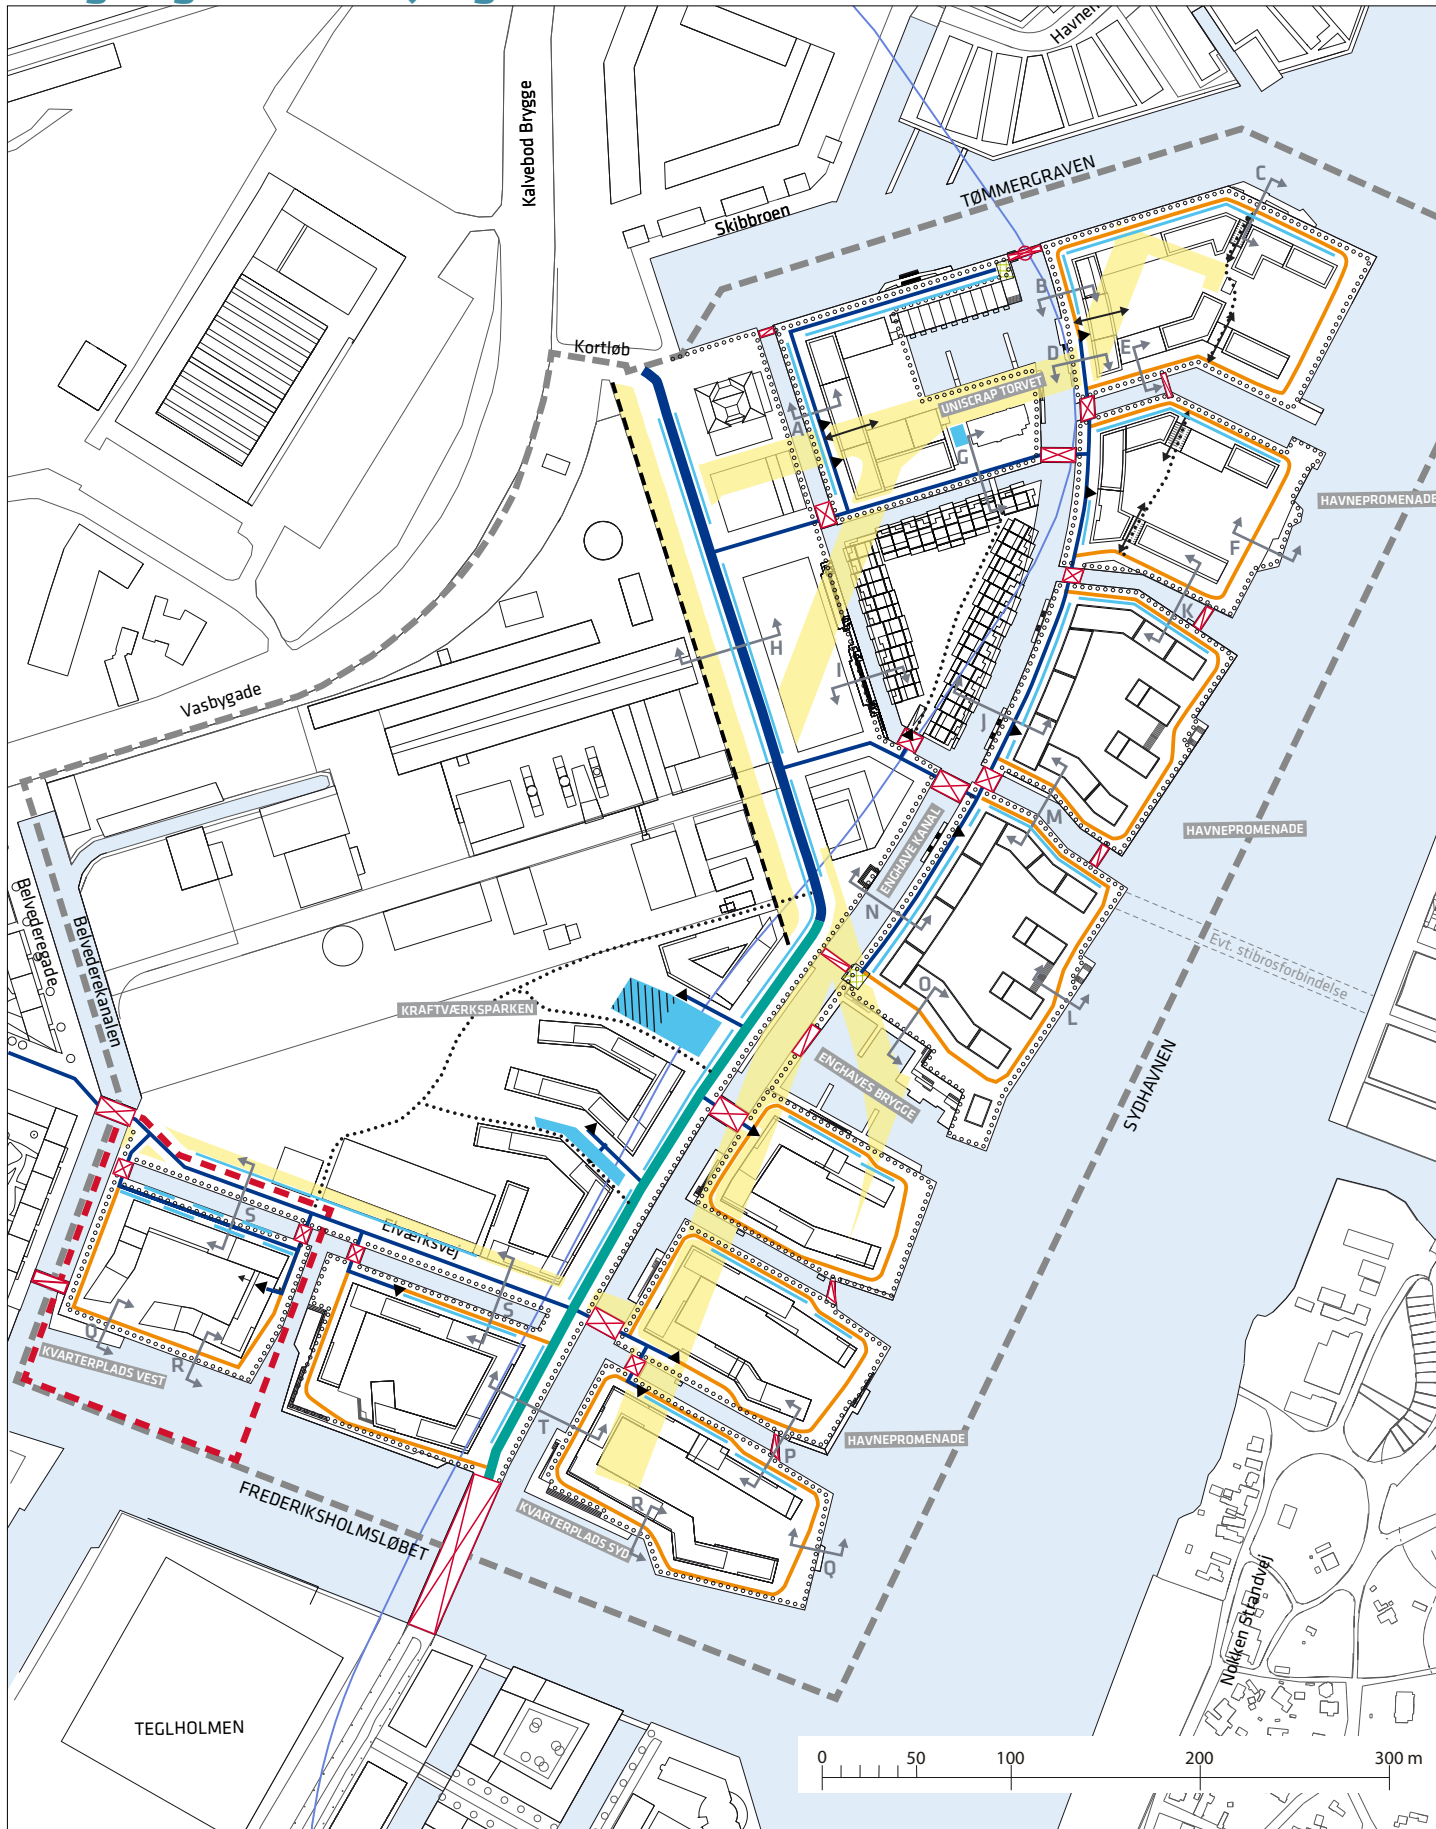 Kalvebod Brygge
Skibbroen
TØMMERGRAVEN
C
Kortløb
B
D
E
A
UNISCRAP TORVET
G
F
HAVNEPROMENADE
K
H
I
J
Vasbygade
M
HAVNEPROMENADE
ENGHAVE KANAL
N
Belvederegade
Belvederekanalen
Evt. stibrosforbindelse
O
L
KRAFTVÆRKSPARKEN
ENGHAVES BRYGGE
SYDHAVNEN
S
Elværksvej
S
U
R
KVARTERPLADS VEST
T
P
HAVNEPROMENADE
R
Q
KVARTERPLADS SYD
FREDERIKSHOLMSLØBET
Nokken Strandvej
TEGLHOLMEN
0 50 100 200 300 m